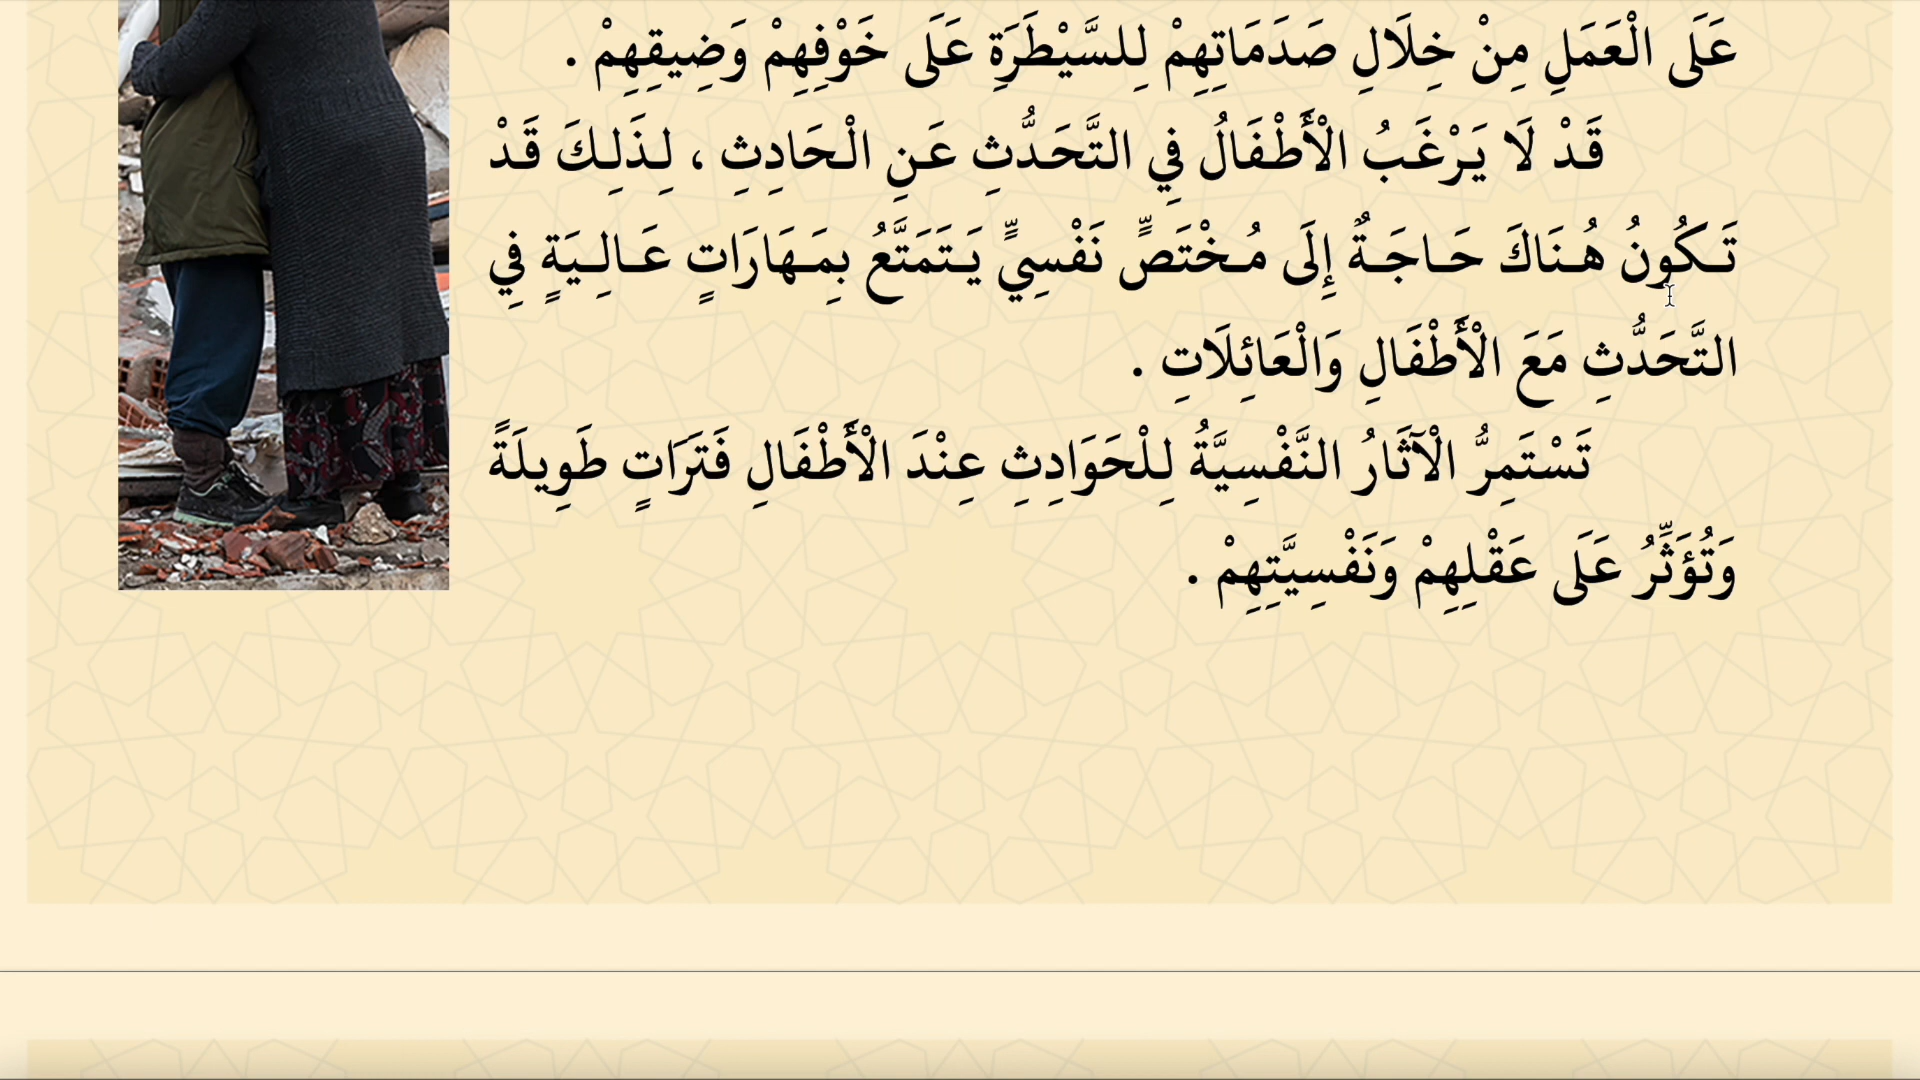 عَلَى الْعَمَلِ مِنْ خِلَالِ صَدَمَاتِهِمْ لِلسَّيْطَرَةِ عَلَى خَوْفِهِمْ وَضِيقِهِمْ .
قَدْ لَا يَرْغَبُ الْأَطْفَالُ فِي التَّحَدُّثِ عَنِ الْحَادِثِ ، لِذَلِكَ قَدْ
تَكُونُ هُنَاكَ حَاجَةٌ إِلَى مُخْتَصٍّ نَفْسِيٍّ يَتَمَتَّعُ بِمَهَارَاتٍ عَالِيَةٍ فِي
التَّحَدُّثِ مَعَ الْأَطْفَالِ وَالْعَائِلَاتِ .
تَسْتَمِرُّ الْآثَارُ النَّفْسِيَّةُ لِلْحَوَادِثِ عِنْدَ الْأَطْفَالِ فَتَرَاتٍ طَوِيلَةً
وَتُؤَثِّرُ عَلَى عَقْلِهِمْ وَنَفْسِيَّتِهِمْ .